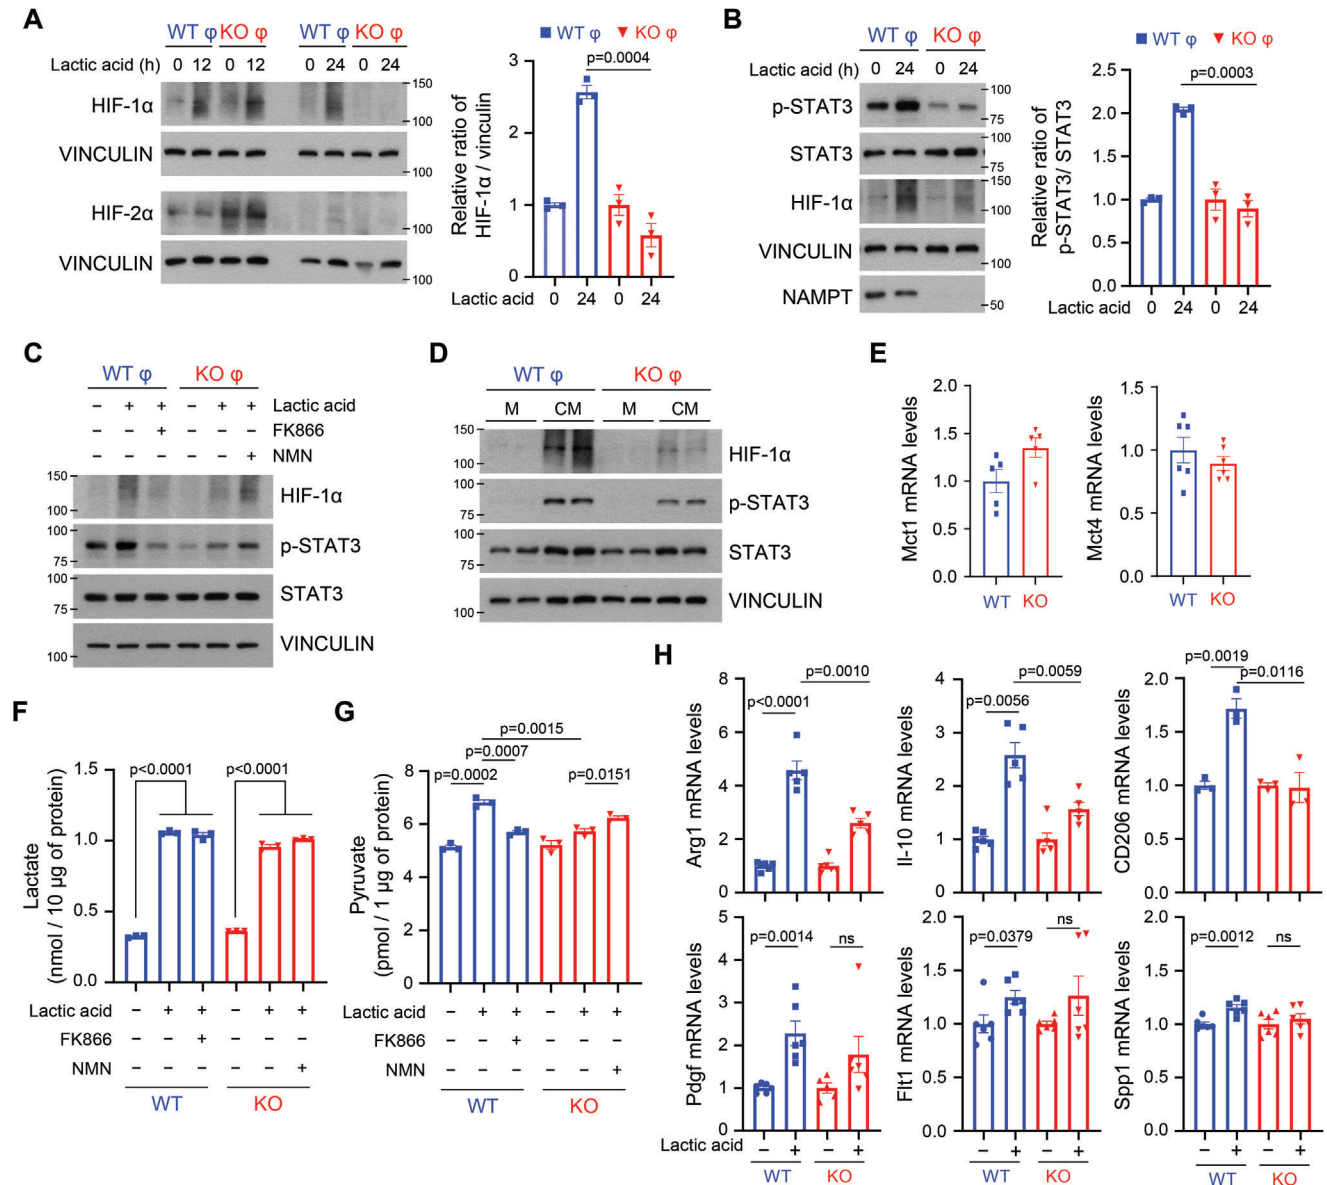 A
WT φ KO φ WT φ KO φ
Lactic acid (h) 0 12 0 12 0 24 0 24
HIF-1α
150
100
VINCULIN
100
HIF-2α
100
VINCULIN
100
WT φ KO φ
p=0.0004
Relative ratio of
HIF-1α / vinculin
3
2
1
0
Lactic acid 0 24 0 24
B
WT φ KO φ
Lactic acid (h) 0 24 0 24
p-STAT3
100
75
STAT3
100
75
HIF-1α
150
100
VINCULIN
100
NAMPT
50
WT φ KO φ
p=0.0003
Relative ratio of
p-STAT3/ STAT3
2.5
2.0
1.5
1.0
0.5
0.0
Lactic acid 0 24 0 24
C
WT φ KO φ
– + + – + + Lactic acid
– – + – – – FK866
– – – – – + NMN
150
100
HIF-1α
100
75
p-STAT3
100
75
STAT3
100
VINCULIN
D
WT φ KO φ
M CM M CM
150
100
HIF-1α
75
p-STAT3
75
STAT3
100
VINCULIN
E
Mct1 mRNA levels
2.0
1.5
1.0
0.5
0.0
WT KO
Mct4 mRNA levels
1.5
1.0
0.5
0.0
WT KO
F
Lactate
(nmol / 10 µg of protein)
1.5
1.0
0.5
0.0
p<0.0001 p<0.0001
Lactic acid – + + – + +
FK866 – – + – – –
NMN – – – – – +
WT KO
G
Pyruvate
(pmol / 1 µg of protein)
8
6
4
2
0
p=0.0015
p=0.0007
p=0.0002 p=0.0151
Lactic acid – + + – + +
FK866 – – + – – –
NMN – – – – – +
WT KO
H
Arg1 mRNA levels
8
6
4
2
0
p=0.0010
p<0.0001
Il-10 mRNA levels
4
3
2
1
0
p=0.0059
p=0.0056
CD206 mRNA levels
2.0
1.5
1.0
0.5
0.0
p=0.0019
p=0.0116
Pdgf mRNA levels
5
4
3
2
1
0
p=0.0014 ns
Flt1 mRNA levels
2.0
1.5
1.0
0.5
0.0
p=0.0379 ns
Spp1 mRNA levels
2.0
1.5
1.0
0.5
0.0
p=0.0012 ns
Lactic acid – + – + – + – + – + – +
WT KO WT KO WT KO